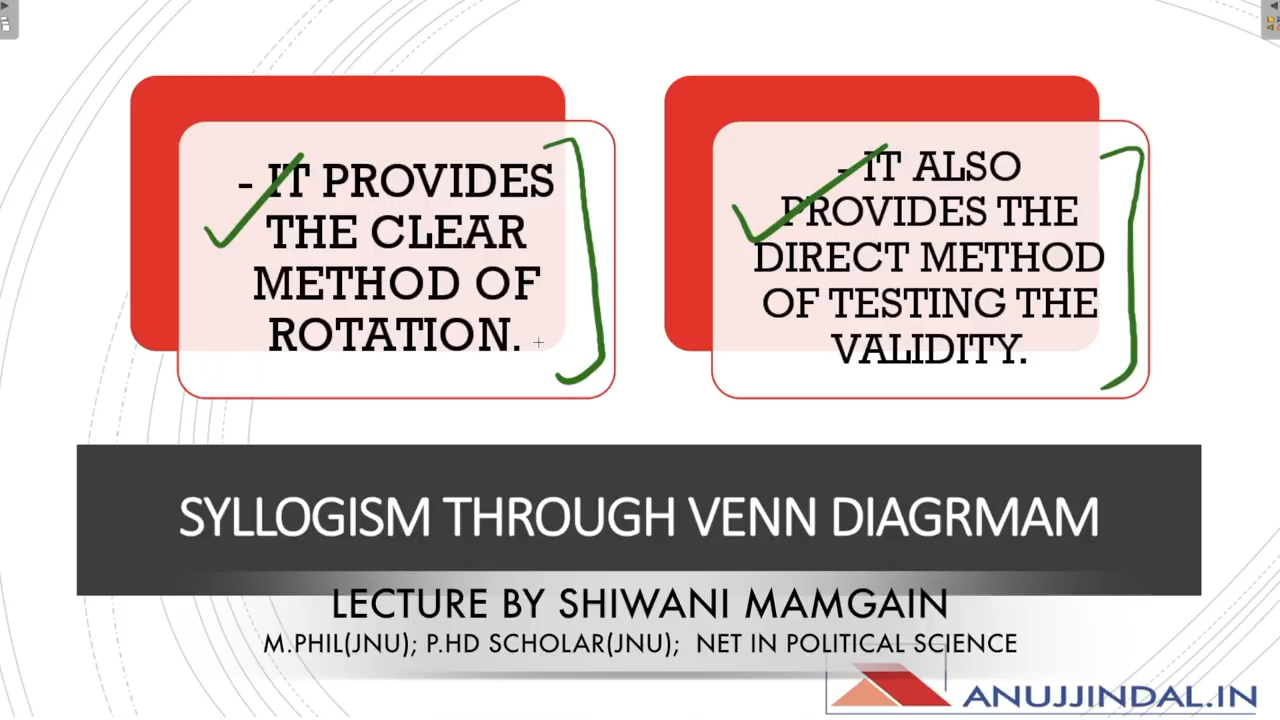 - IT PROVIDES
THE CLEAR
METHOD OF
ROTATION.
- IT ALSO
PROVIDES THE
DIRECT METHOD
OF TESTING THE
VALIDITY.
SYLLOGISM THROUGH VENN DIAGRMAM
LECTURE BY SHIWANI MAMGAIN
M.PHIL(JNU); P.HD SCHOLAR(JNU); NET IN POLITICAL SCIENCE
ANUJJINDAL.IN